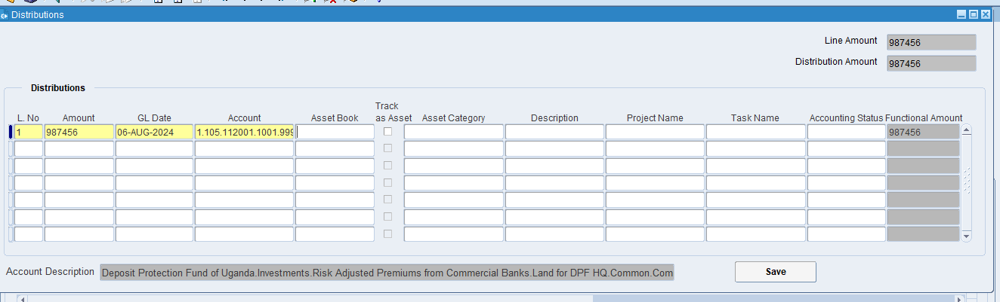 Distributions
Line Amount 987456
Distribution Amount 987456
Distributions
L. No Amount GL Date Account Asset Book Track as Asset Asset Category Description Project Name Task Name Accounting Status Functional Amount
1 987456 06-AUG-2024 1.105.112001.1001.999 987456
Account Description Deposit Protection Fund of Uganda.Investments.Risk Adjusted Premiums from Commercial Banks.Land for DPF HQ.Common.Com Save